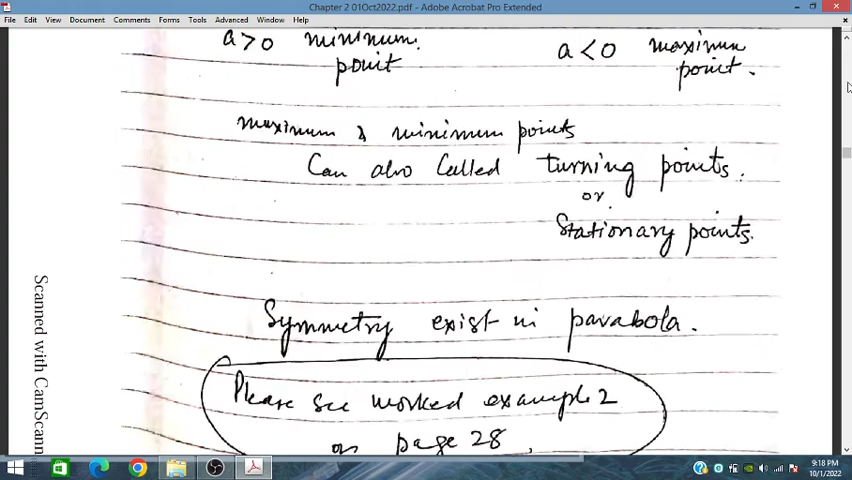 Chapter 2 01Oct2022.pdf - Adobe Acrobat Pro Extended
File Edit View Document Comments Forms Tools Advanced Window Help
a>0 minimum point
a<0 maximum point.
maximum & minimum points
Can also Called turning points.
or
Stationary points.
Symmetry exist in parabola.
Please see worked example 2
on page 28.
Scanned with CamScann
9:18 PM
10/1/2022